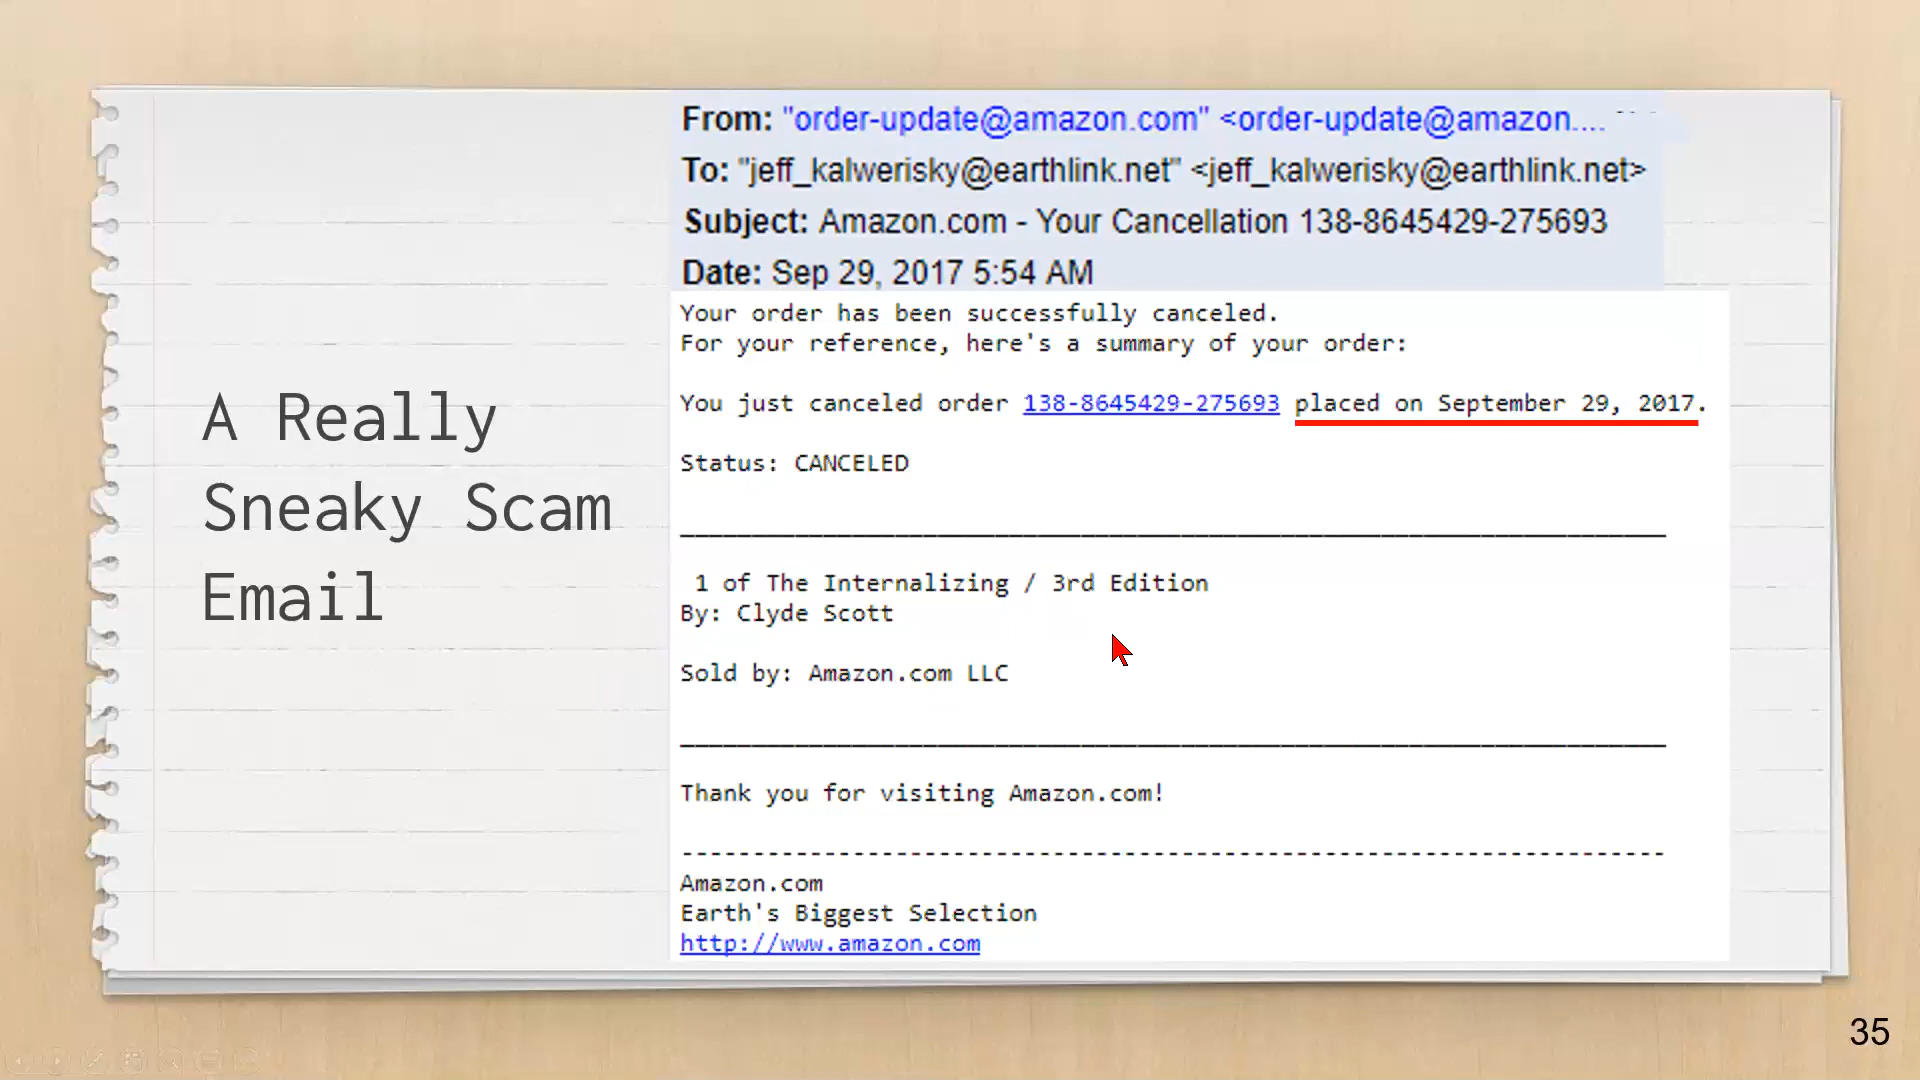 A Really
Sneaky Scam
Email
From: "order-update@amazon.com" <order-update@amazon....
To: "jeff_kalwerisky@earthlink.net" <jeff_kalwerisky@earthlink.net>
Subject: Amazon.com - Your Cancellation 138-8645429-275693
Date: Sep 29, 2017 5:54 AM
Your order has been successfully canceled.
For your reference, here's a summary of your order:
You just canceled order 138-8645429-275693 placed on September 29, 2017.
Status: CANCELED
1 of The Internalizing / 3rd Edition
By: Clyde Scott
Sold by: Amazon.com LLC
Thank you for visiting Amazon.com!
Amazon.com
Earth's Biggest Selection
http://www.amazon.com
35